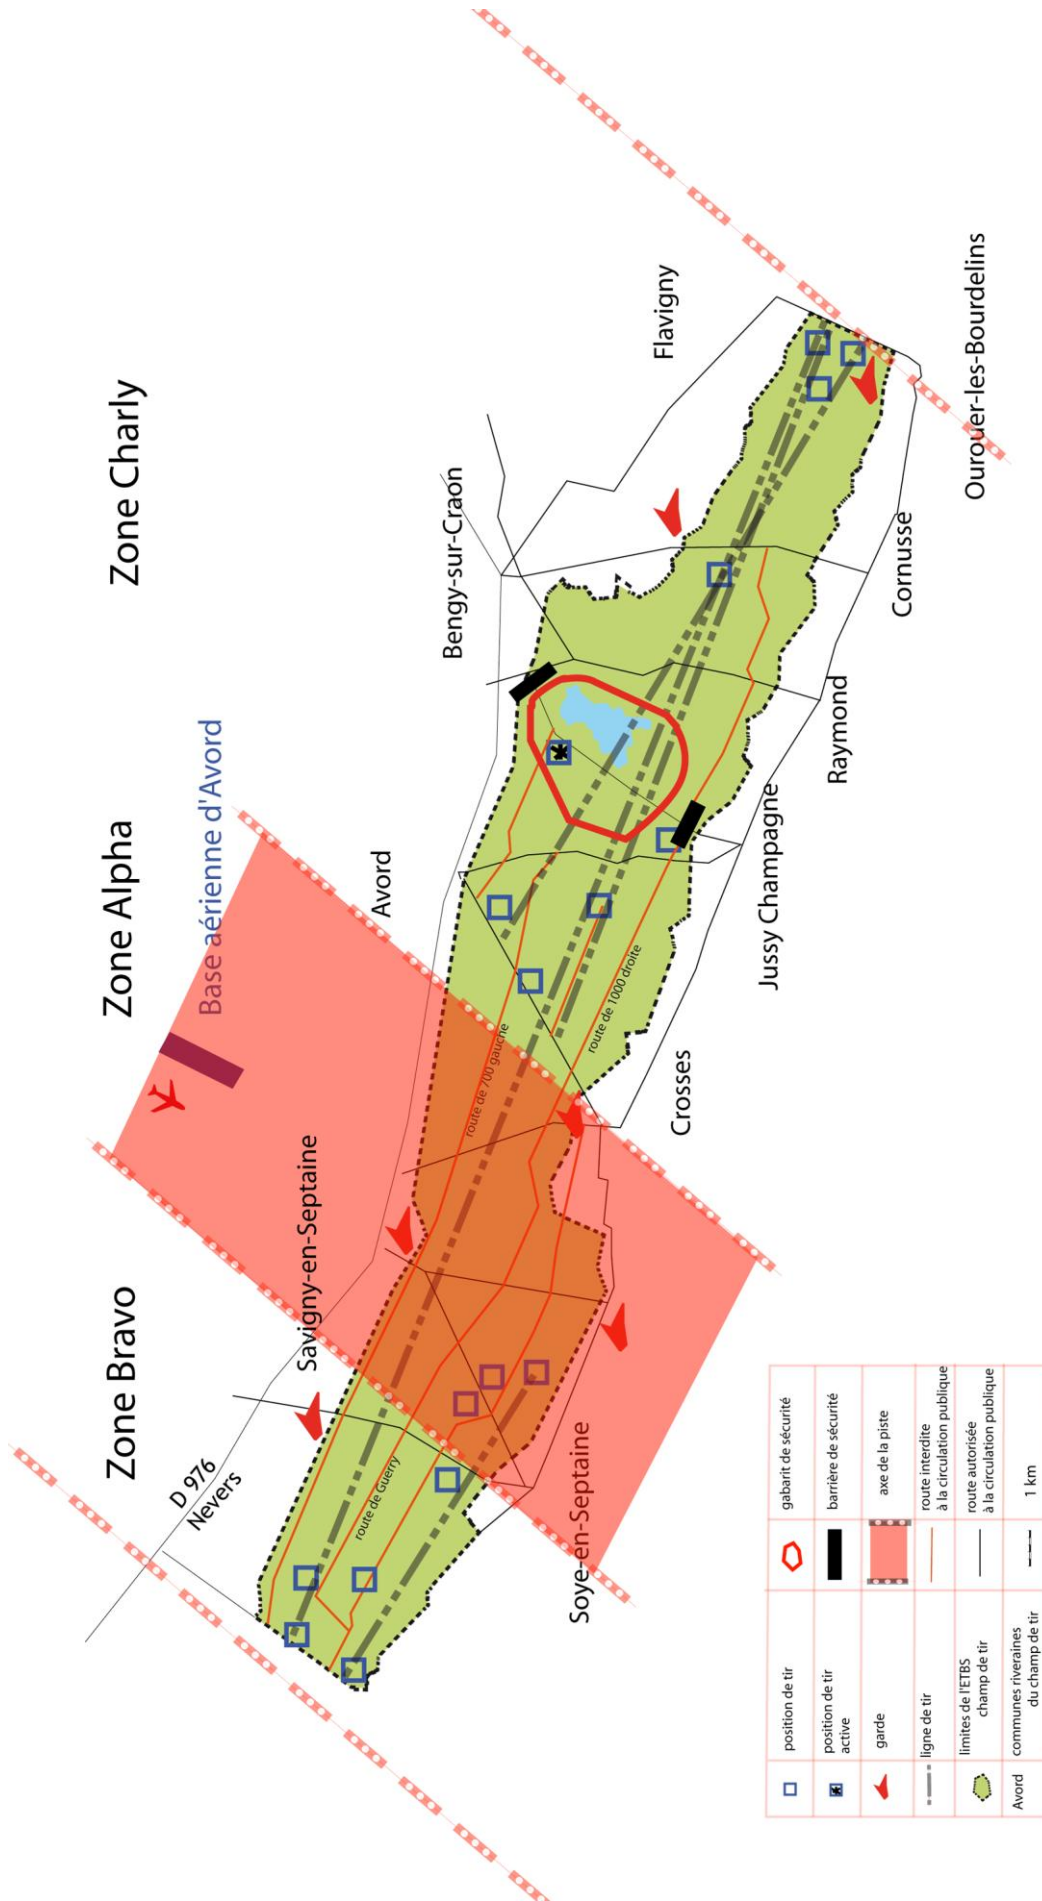 Zone Bravo
Zone Alpha
Zone Charly
Base aérienne d'Avord
D 976
Nevers
Savigny-en-Septaine
Avord
Bengy-sur-Craon
Flavigny
route de Guerry
route de 700 gauche
route de 1000 droite
Soye-en-Septaine
Crosses
Jussy Champagne
Raymond
Cornusse
Ourouer-les-Bourdelins
position de tir
gabarit de sécurité
position de tir
active
barrière de sécurité
garde
axe de la piste
ligne de tir
route interdite
à la circulation publique
limites de l'ETBS
champ de tir
route autorisée
à la circulation publique
Avord
communes riveraines
du champ de tir
1 km